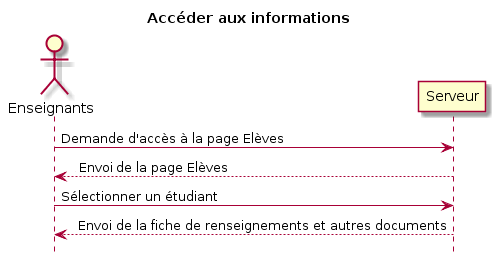 Accéder aux informations
Enseignants
Serveur
Demande d'accès à la page Elèves
Envoi de la page Elèves
Sélectionner un étudiant
Envoi de la fiche de renseignements et autres documents